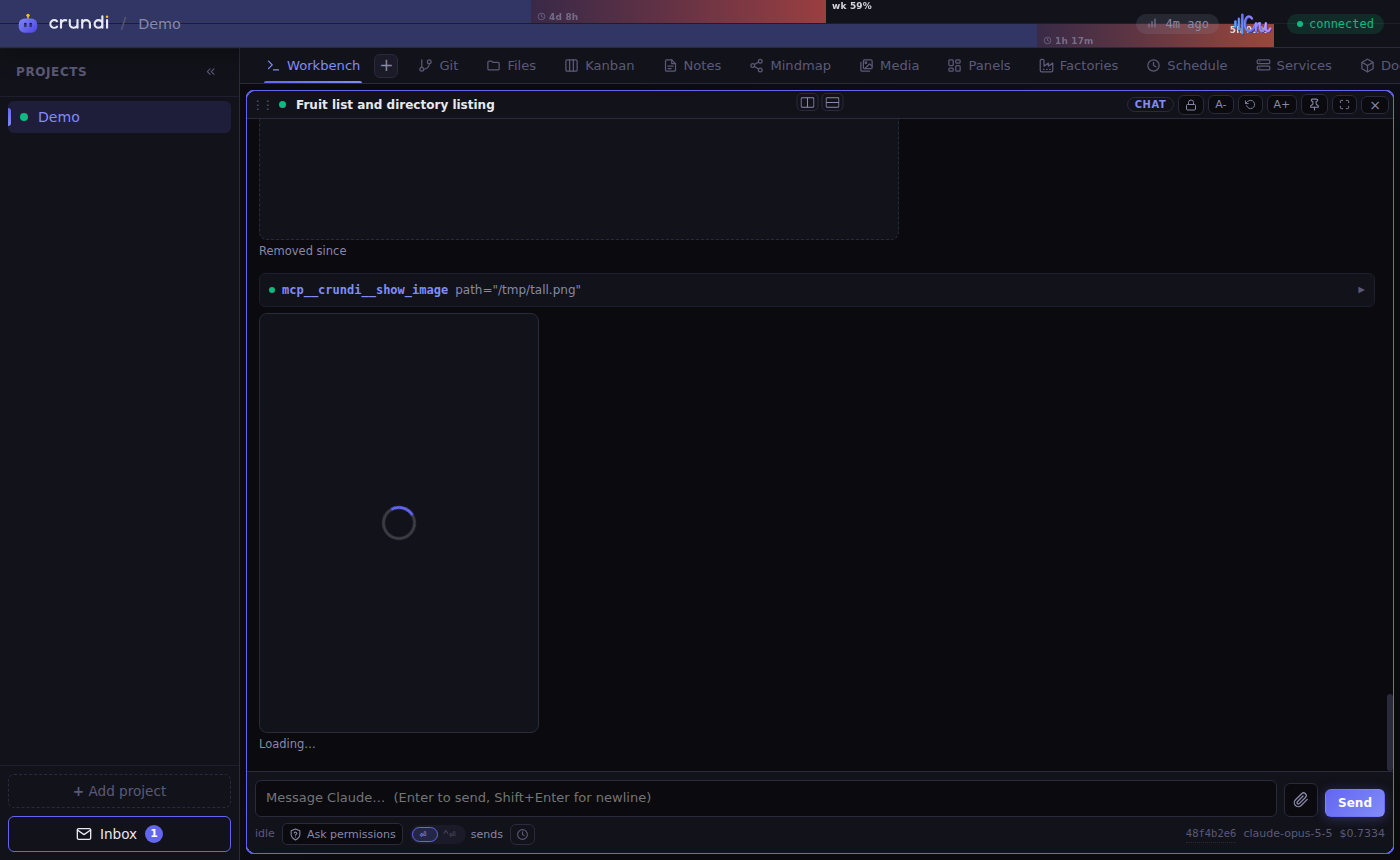 crundi / Demo
4d 8h
wk 59%
1h 17m
4m ago
connected
PROJECTS
Demo
+ Add project
Inbox 1
Workbench
+
Git
Files
Kanban
Notes
Mindmap
Media
Panels
Factories
Schedule
Services
Do
Fruit list and directory listing
CHAT
A-
A+
Removed since
mcp__crundi__show_image path="/tmp/tall.png"
Loading…
Message Claude… (Enter to send, Shift+Enter for newline)
Send
idle
Ask permissions
sends
48f4b2e6 claude-opus-5-5 $0.7334